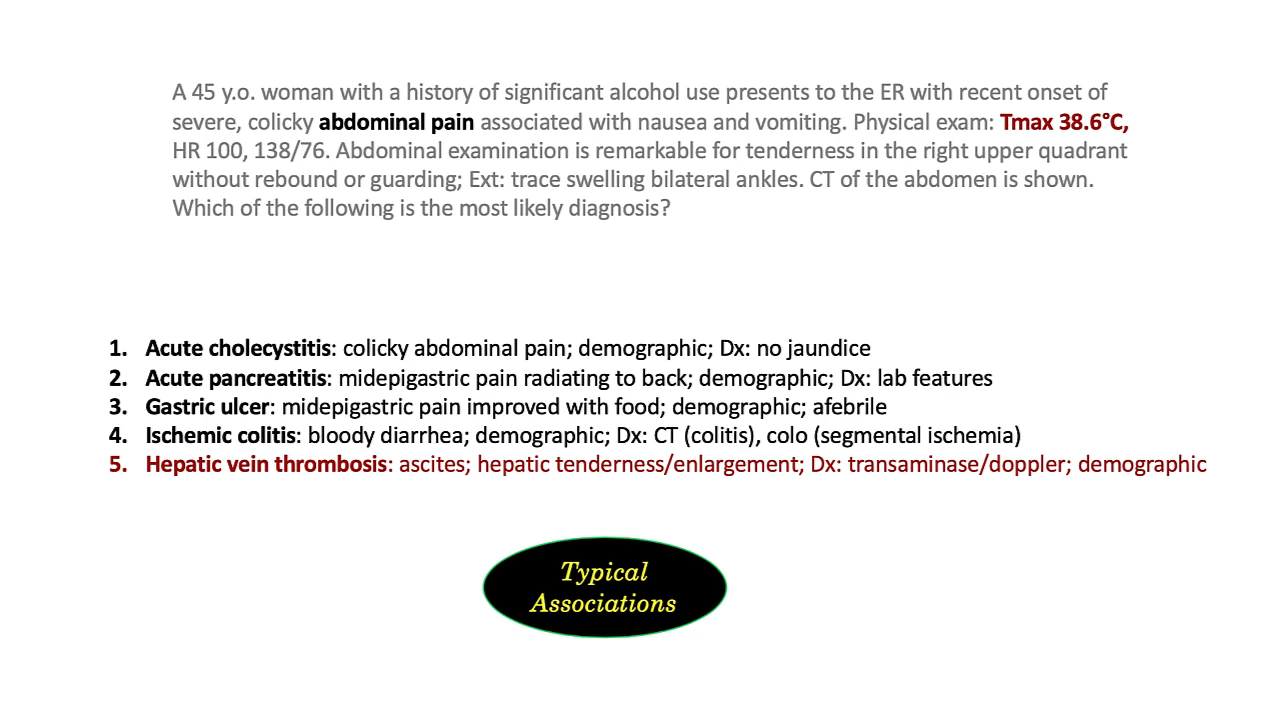 A 45 y.o. woman with a history of significant alcohol use presents to the ER with recent onset of
severe, colicky abdominal pain associated with nausea and vomiting. Physical exam: Tmax 38.6°C,
HR 100, 138/76. Abdominal examination is remarkable for tenderness in the right upper quadrant
without rebound or guarding; Ext: trace swelling bilateral ankles. CT of the abdomen is shown.
Which of the following is the most likely diagnosis?
1. Acute cholecystitis: colicky abdominal pain; demographic; Dx: no jaundice
2. Acute pancreatitis: midepigastric pain radiating to back; demographic; Dx: lab features
3. Gastric ulcer: midepigastric pain improved with food; demographic; afebrile
4. Ischemic colitis: bloody diarrhea; demographic; Dx: CT (colitis), colo (segmental ischemia)
5. Hepatic vein thrombosis: ascites; hepatic tenderness/enlargement; Dx: transaminase/doppler; demographic
Typical
Associations